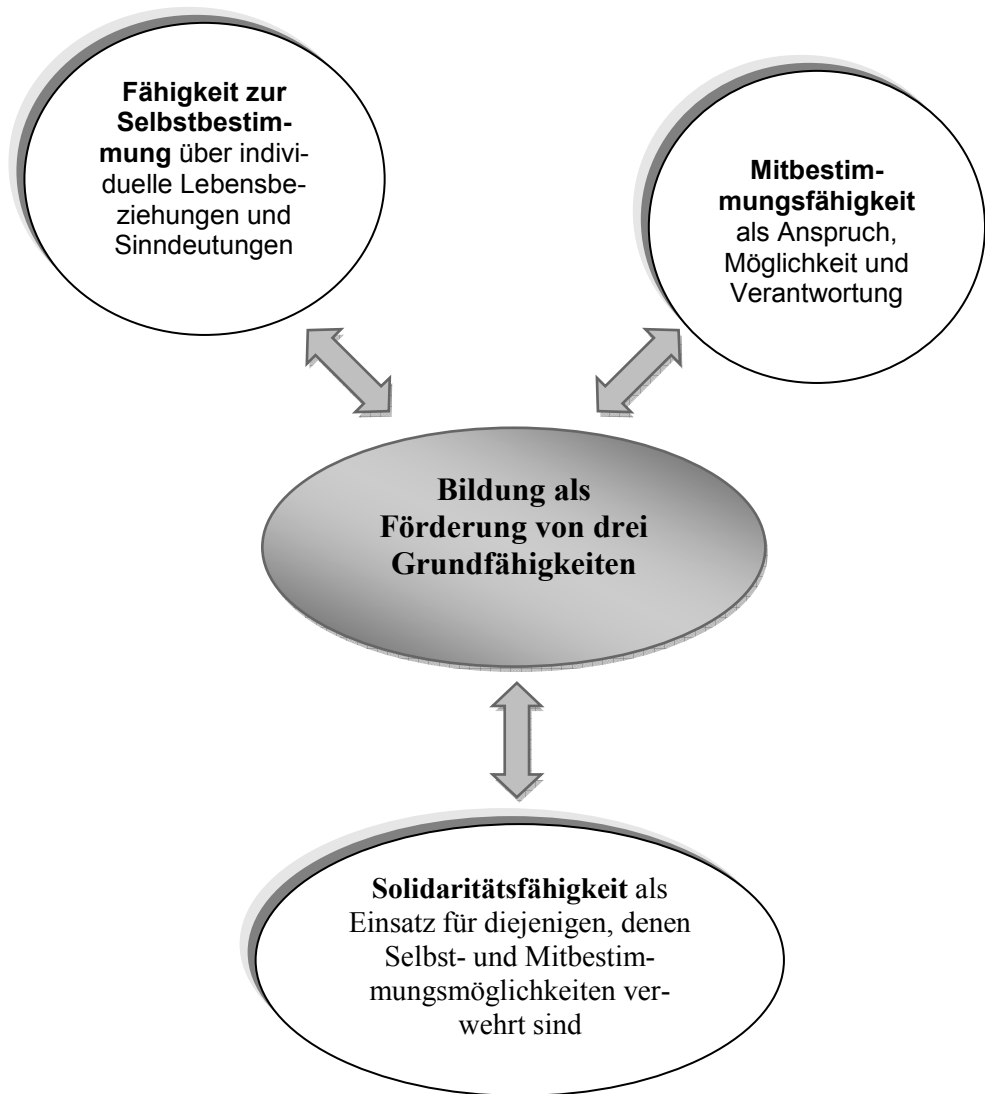 Fähigkeit zur
Selbstbestim-
mung über indivi-
duelle Lebensbe-
ziehungen und
Sinndeutungen
Mitbestim-
mungsfähigkeit
als Anspruch,
Möglichkeit und
Verantwortung
Bildung als
Förderung von drei
Grundfähigkeiten
Solidaritätsfähigkeit als
Einsatz für diejenigen, denen
Selbst- und Mitbestim-
mungsmöglichkeiten ver-
wehrt sind